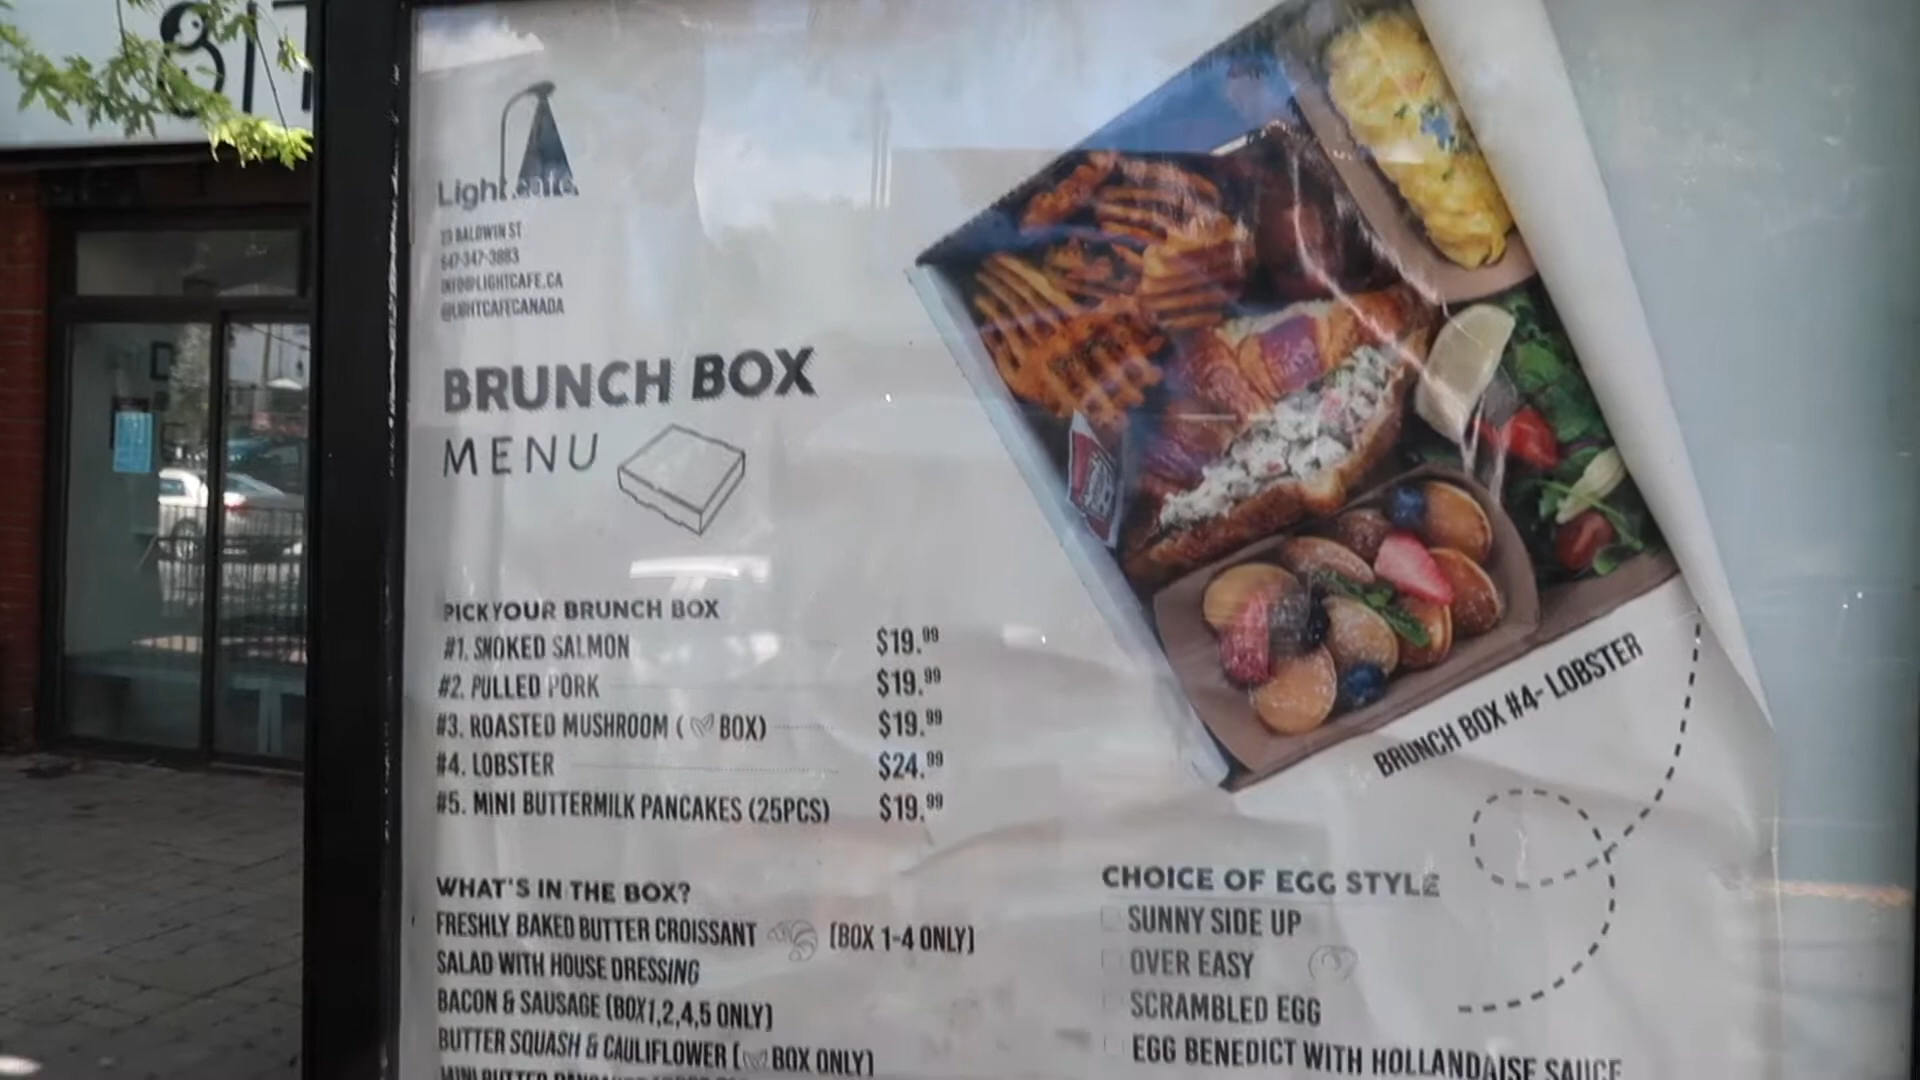 Light Cafe.
23 BALDWIN ST
647-347-3883
INFO@LIGHTCAFE.CA
@LIGHTCAFECANADA
BRUNCH BOX
MENU
PICK YOUR BRUNCH BOX
#1. SMOKED SALMON $19.99
#2. PULLED PORK $19.99
#3. ROASTED MUSHROOM ( BOX) $19.99
#4. LOBSTER $24.99
#5. MINI BUTTERMILK PANCAKES (25PCS) $19.99
BRUNCH BOX #4- LOBSTER
WHAT'S IN THE BOX?
FRESHLY BAKED BUTTER CROISSANT (BOX 1-4 ONLY)
SALAD WITH HOUSE DRESSING
BACON & SAUSAGE (BOX1,2,4,5 ONLY)
BUTTER SQUASH & CAULIFLOWER ( BOX ONLY)
CHOICE OF EGG STYLE
SUNNY SIDE UP
OVER EASY
SCRAMBLED EGG
EGG BENEDICT WITH HOLLANDAISE SAUCE